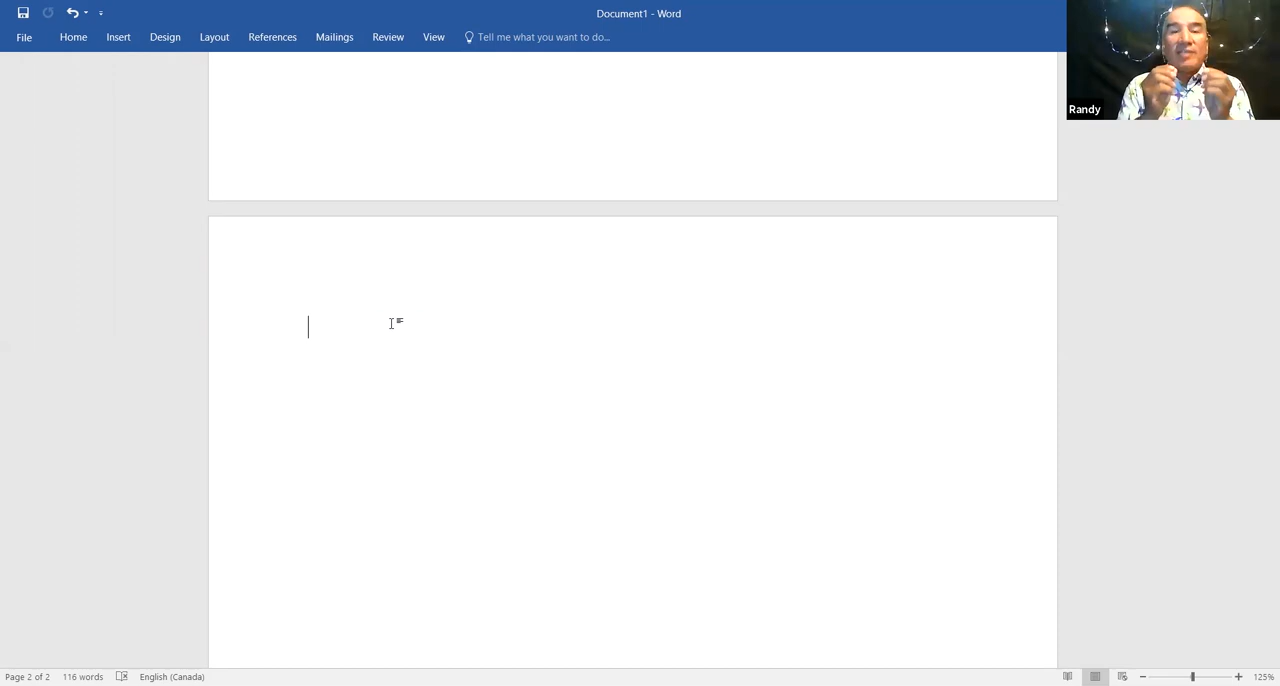 Document1 - Word
File Home Insert Design Layout References Mailings Review View Tell me what you want to do...
Randy
Page 2 of 2 116 words English (Canada) 125%